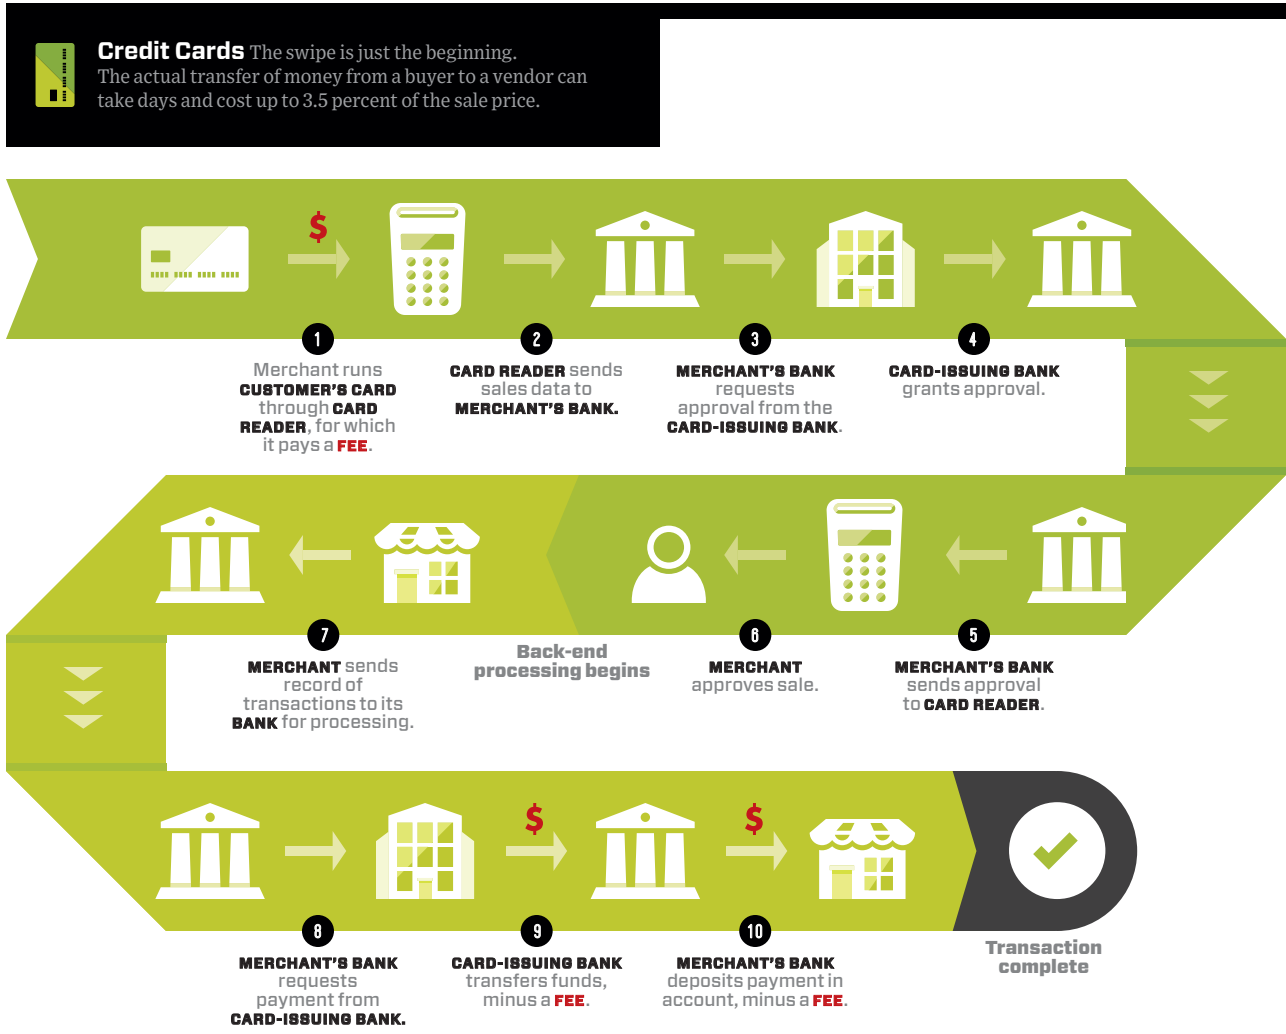 Credit Cards The swipe is just the beginning.
The actual transfer of money from a buyer to a vendor can
take days and cost up to 3.5 percent of the sale price.
$
1
Merchant runs
CUSTOMER'S CARD
through CARD
READER, for which
it pays a FEE.
2
CARD READER sends
sales data to
MERCHANT'S BANK.
3
MERCHANT'S BANK
requests
approval from the
CARD-ISSUING BANK.
4
CARD-ISSUING BANK
grants approval.
5
MERCHANT'S BANK
sends approval
to CARD READER.
6
MERCHANT
approves sale.
Back-end
processing begins
7
MERCHANT sends
record of
transactions to its
BANK for processing.
8
MERCHANT'S BANK
requests
payment from
CARD-ISSUING BANK.
$
9
CARD-ISSUING BANK
transfers funds,
minus a FEE.
$
10
MERCHANT'S BANK
deposits payment in
account, minus a FEE.
Transaction
complete